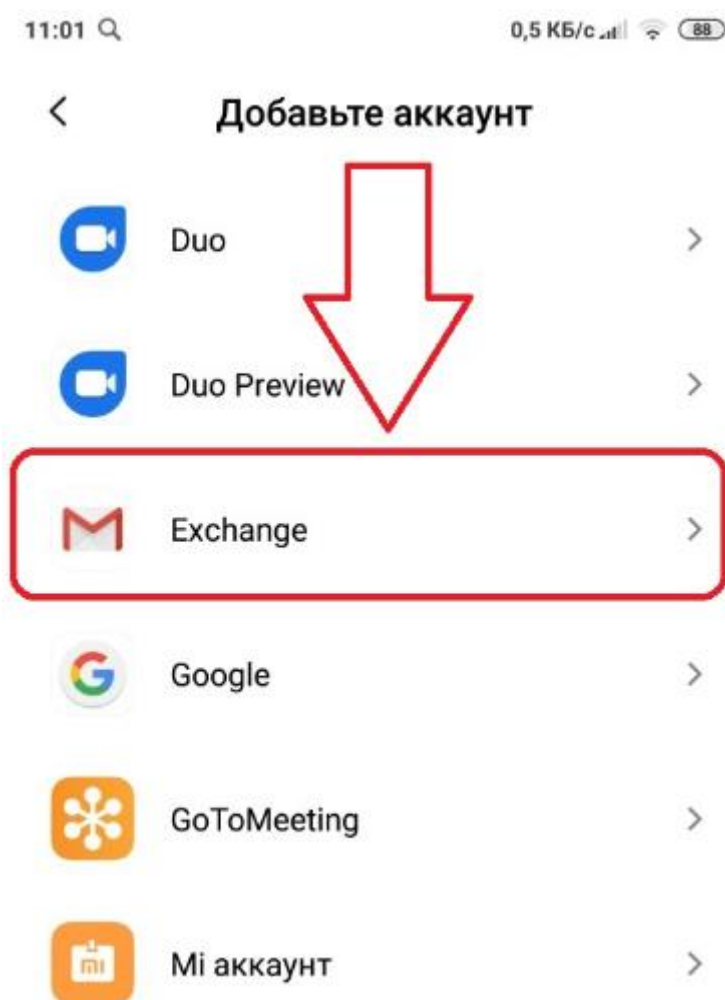 11:01 0,5 КБ/с 88
Добавьте аккаунт
Duo
Duo Preview
Exchange
Google
GoToMeeting
Mi аккаунт